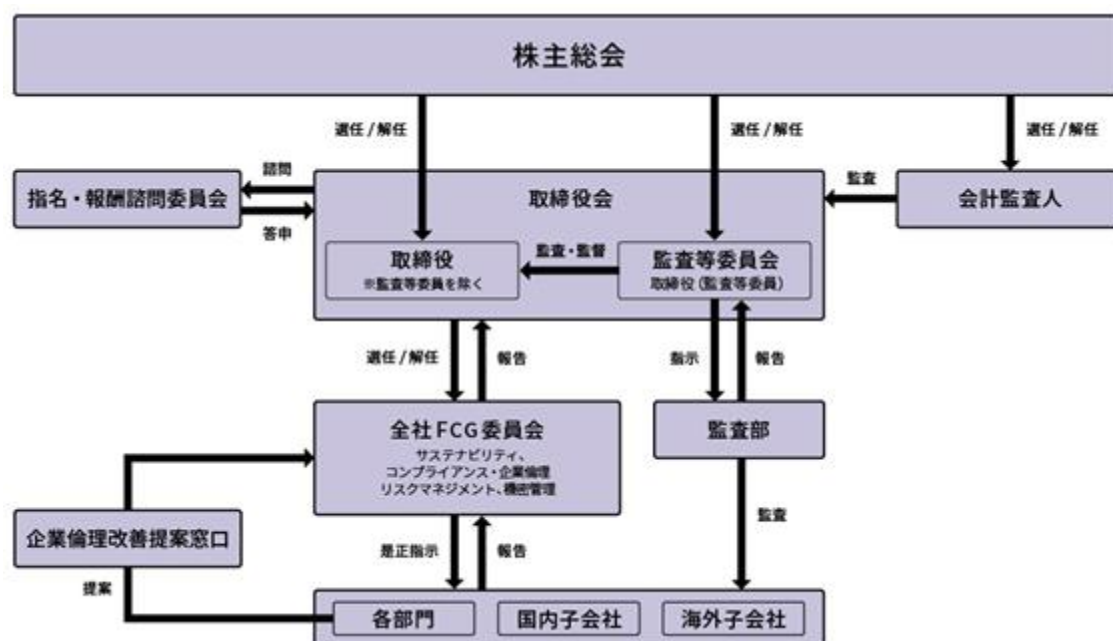 株主総会
選任 / 解任
選任 / 解任
選任 / 解任
諮問
指名・報酬諮問委員会
答申
取締役会
監査
会計監査人
取締役
※監査等委員を除く
監査・監督
監査等委員会
取締役（監査等委員）
選任 / 解任
報告
指示
報告
全社FCG委員会
サステナビリティ、
コンプライアンス・企業倫理
リスクマネジメント、機密管理
監査部
企業倫理改善提案窓口
是正指示
報告
監査
提案
各部門
国内子会社
海外子会社